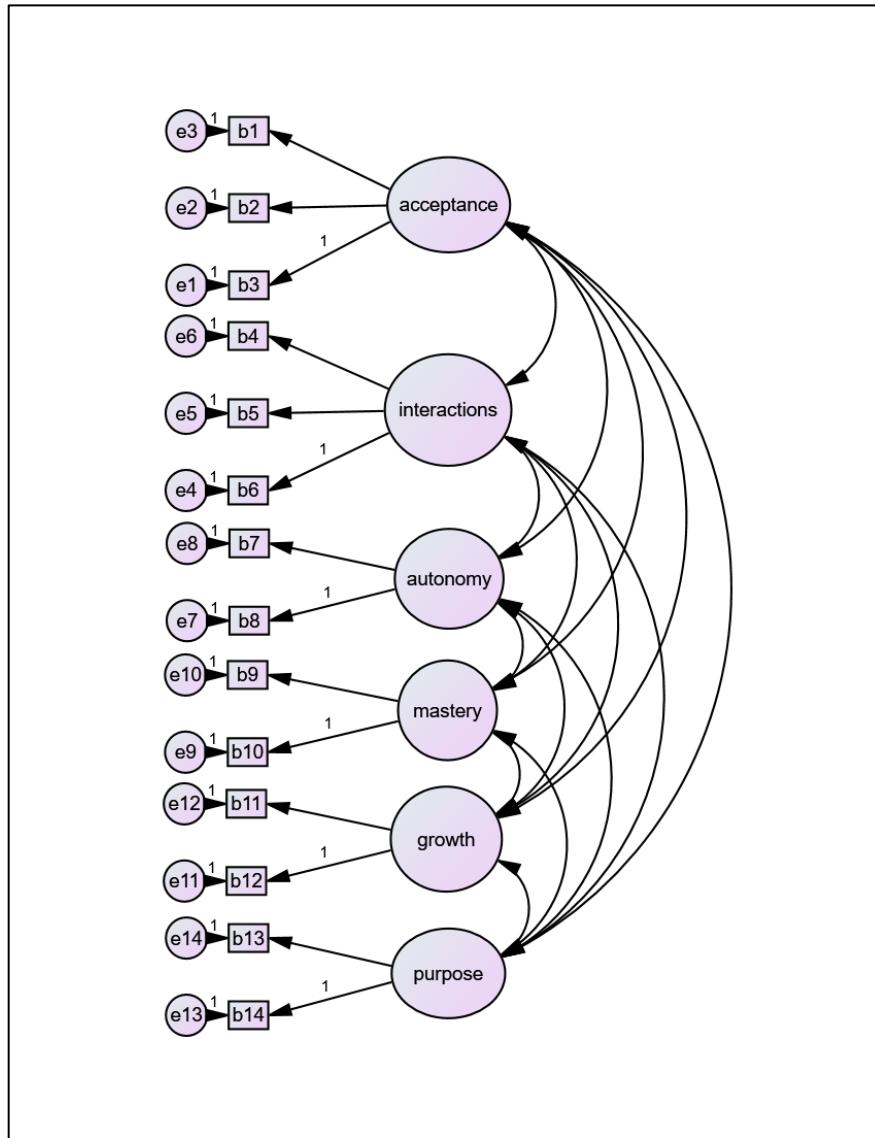 1
e3 b1
acceptance
1
e2 b2
1
1
e1 b3
1
e6 b4
interactions
1
e5 b5
1
1
e4 b6
1
e8 b7
autonomy
1
1
e7 b8
1
e10 b9
mastery
1
1
e9 b10
1
e12 b11
growth
1
1
e11 b12
1
e14 b13
purpose
1
1
e13 b14